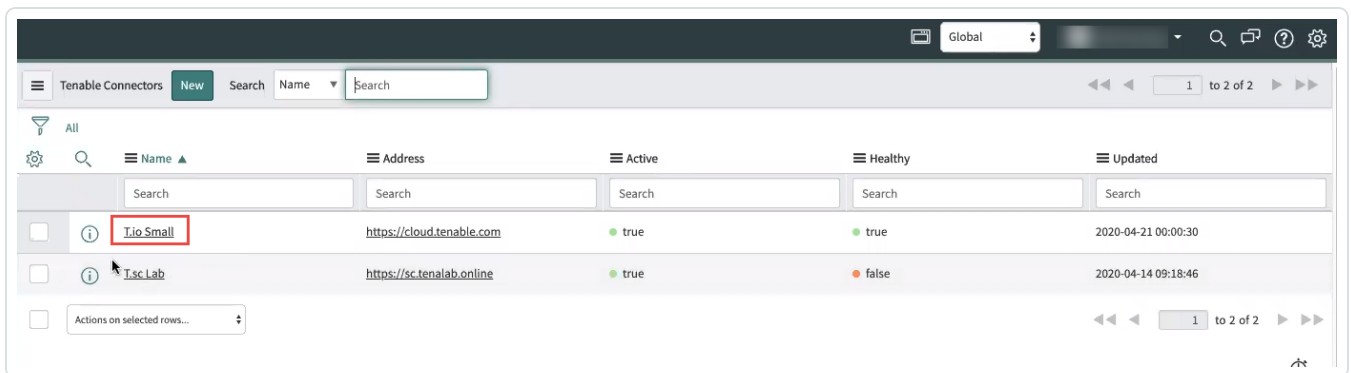 Global
Tenable Connectors New Search Name Search 1 to 2 of 2
All
Name Address Active Healthy Updated
Search Search Search Search Search
T.io Small https://cloud.tenable.com true true 2020-04-21 00:00:30
T.sc Lab https://sc.tenalab.online true false 2020-04-14 09:18:46
Actions on selected rows... 1 to 2 of 2